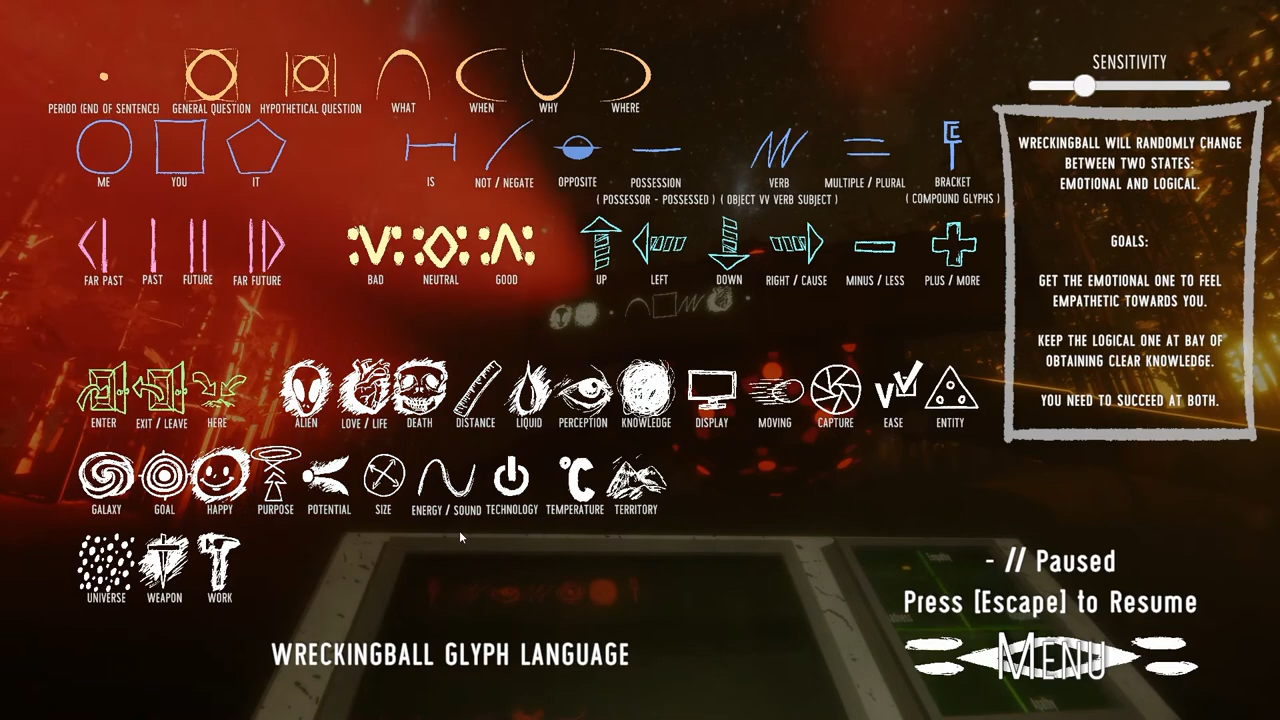 SENSITIVITY
PERIOD (END OF SENTENCE) GENERAL QUESTION HYPOTHETICAL QUESTION WHAT WHEN WHY WHERE
ME YOU IT IS NOT / NEGATE OPPOSITE POSSESSION VERB MULTIPLE / PLURAL BRACKET
( POSSESSOR - POSSESSED ) ( OBJECT VV VERB SUBJECT ) ( COMPOUND GLYPHS )
FAR PAST PAST FUTURE FAR FUTURE BAD NEUTRAL GOOD UP LEFT DOWN RIGHT / CAUSE MINUS / LESS PLUS / MORE
ENTER EXIT / LEAVE HERE ALIEN LOVE / LIFE DEATH DISTANCE LIQUID PERCEPTION KNOWLEDGE DISPLAY MOVING CAPTURE EASE ENTITY
GALAXY GOAL HAPPY PURPOSE POTENTIAL SIZE ENERGY / SOUND TECHNOLOGY TEMPERATURE TERRITORY
UNIVERSE WEAPON WORK
WRECKINGBALL GLYPH LANGUAGE
WRECKINGBALL WILL RANDOMLY CHANGE
BETWEEN TWO STATES:
EMOTIONAL AND LOGICAL.
GOALS:
GET THE EMOTIONAL ONE TO FEEL
EMPATHETIC TOWARDS YOU.
KEEP THE LOGICAL ONE AT BAY OF
OBTAINING CLEAR KNOWLEDGE.
YOU NEED TO SUCCEED AT BOTH.
- // Paused
Press [Escape] to Resume
MENU
Apathy